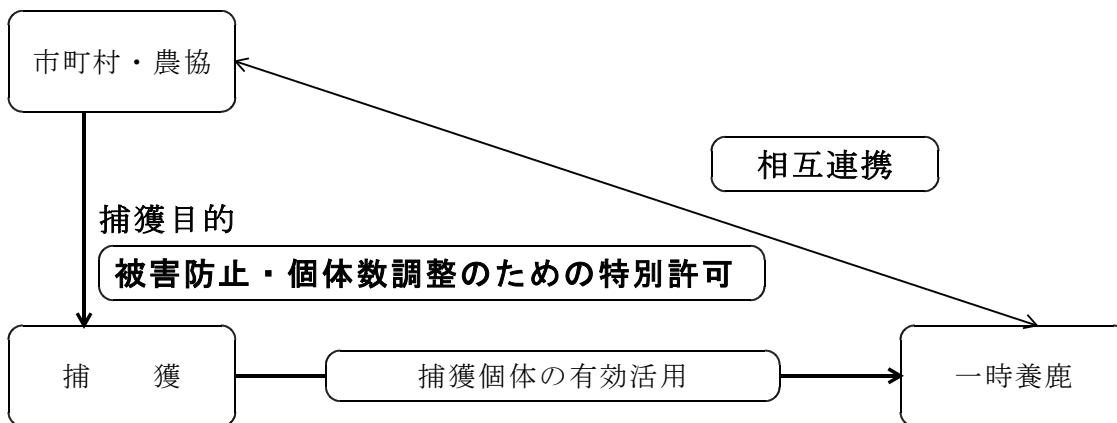 市町村・農協
相互連携
捕獲目的
被害防止・個体数調整のための特別許可
捕　　獲
捕獲個体の有効活用
一時養鹿